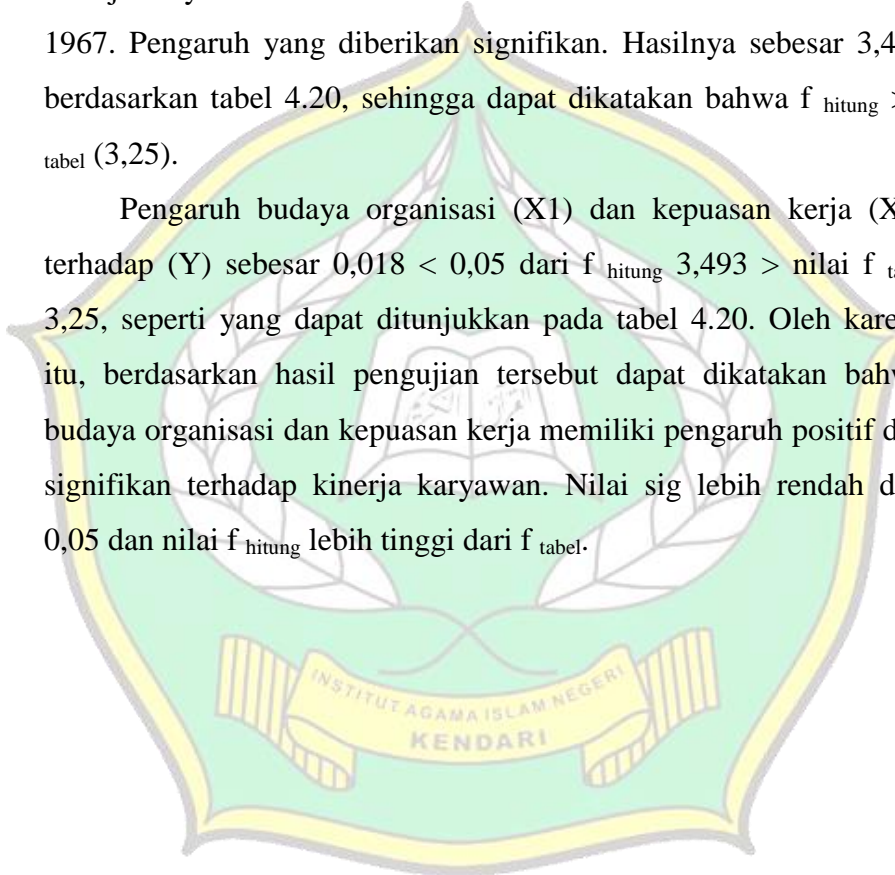 1967. Pengaruh yang diberikan signifikan. Hasilnya sebesar
berdasarkan tabel 4.20, sehingga dapat dikatakan bahwa f hitung
tabel (3,25).
Pengaruh budaya organisasi (X1) dan kepuasan kerja
terhadap (Y) sebesar 0,018 < 0,05 dari f hitung 3,493 > nilai f
3,25, seperti yang dapat ditunjukkan pada tabel 4.20. Oleh
itu, berdasarkan hasil pengujian tersebut dapat dikatakan
budaya organisasi dan kepuasan kerja memiliki pengaruh positif
signifikan terhadap kinerja karyawan. Nilai sig lebih rendah
0,05 dan nilai f hitung lebih tinggi dari f tabel.
INSTITUT AGAMA ISLAM NEGERI
KENDARI